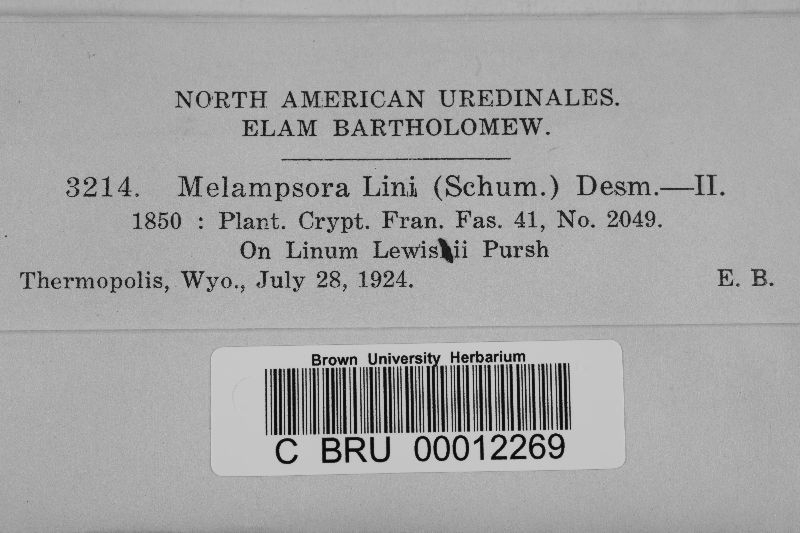 NORTH AMERICAN UREDINALES.
ELAM BARTHOLOMEW.
3214. Melampsora Lini (Schum.) Desm.—II.
1850 : Plant. Crypt. Fran. Fas. 41, No. 2049.
On Linum Lewisii Pursh
Thermopolis, Wyo., July 28, 1924. E. B.
Brown University Herbarium
C BRU 00012269